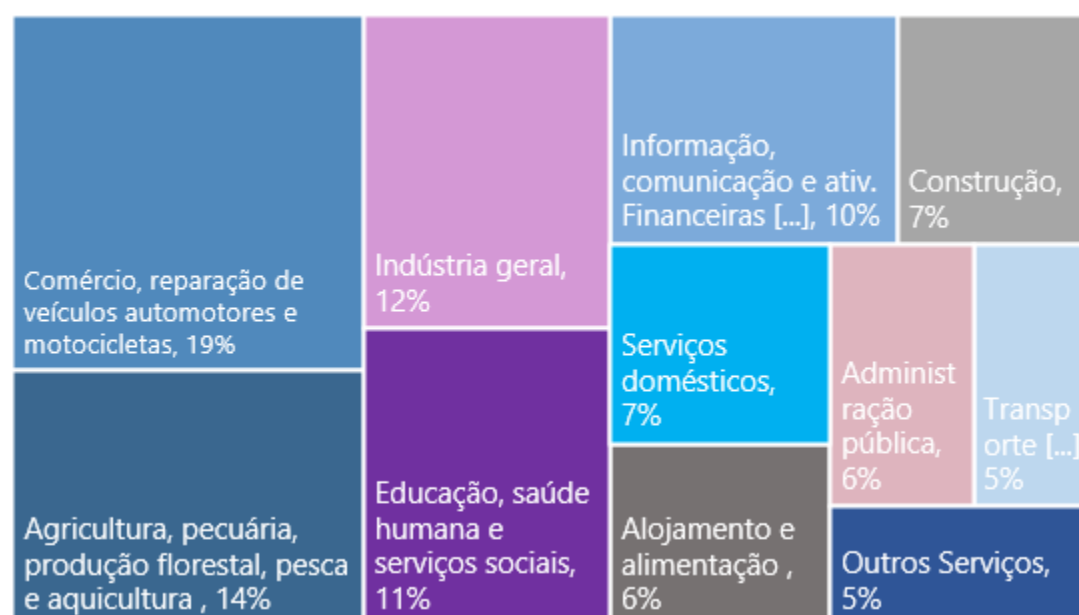 Comércio, reparação de
veículos automotores e
motocicletas, 19%
Agricultura, pecuária,
produção florestal, pesca
e aquicultura , 14%
Indústria geral,
12%
Educação, saúde
humana e
serviços sociais,
11%
Informação,
comunicação e ativ.
Financeiras [...], 10%
Construção,
7%
Serviços
domésticos,
7%
Alojamento e
alimentação ,
6%
Administ
ração
pública,
6%
Transp
orte [...]
5%
Outros Serviços,
5%